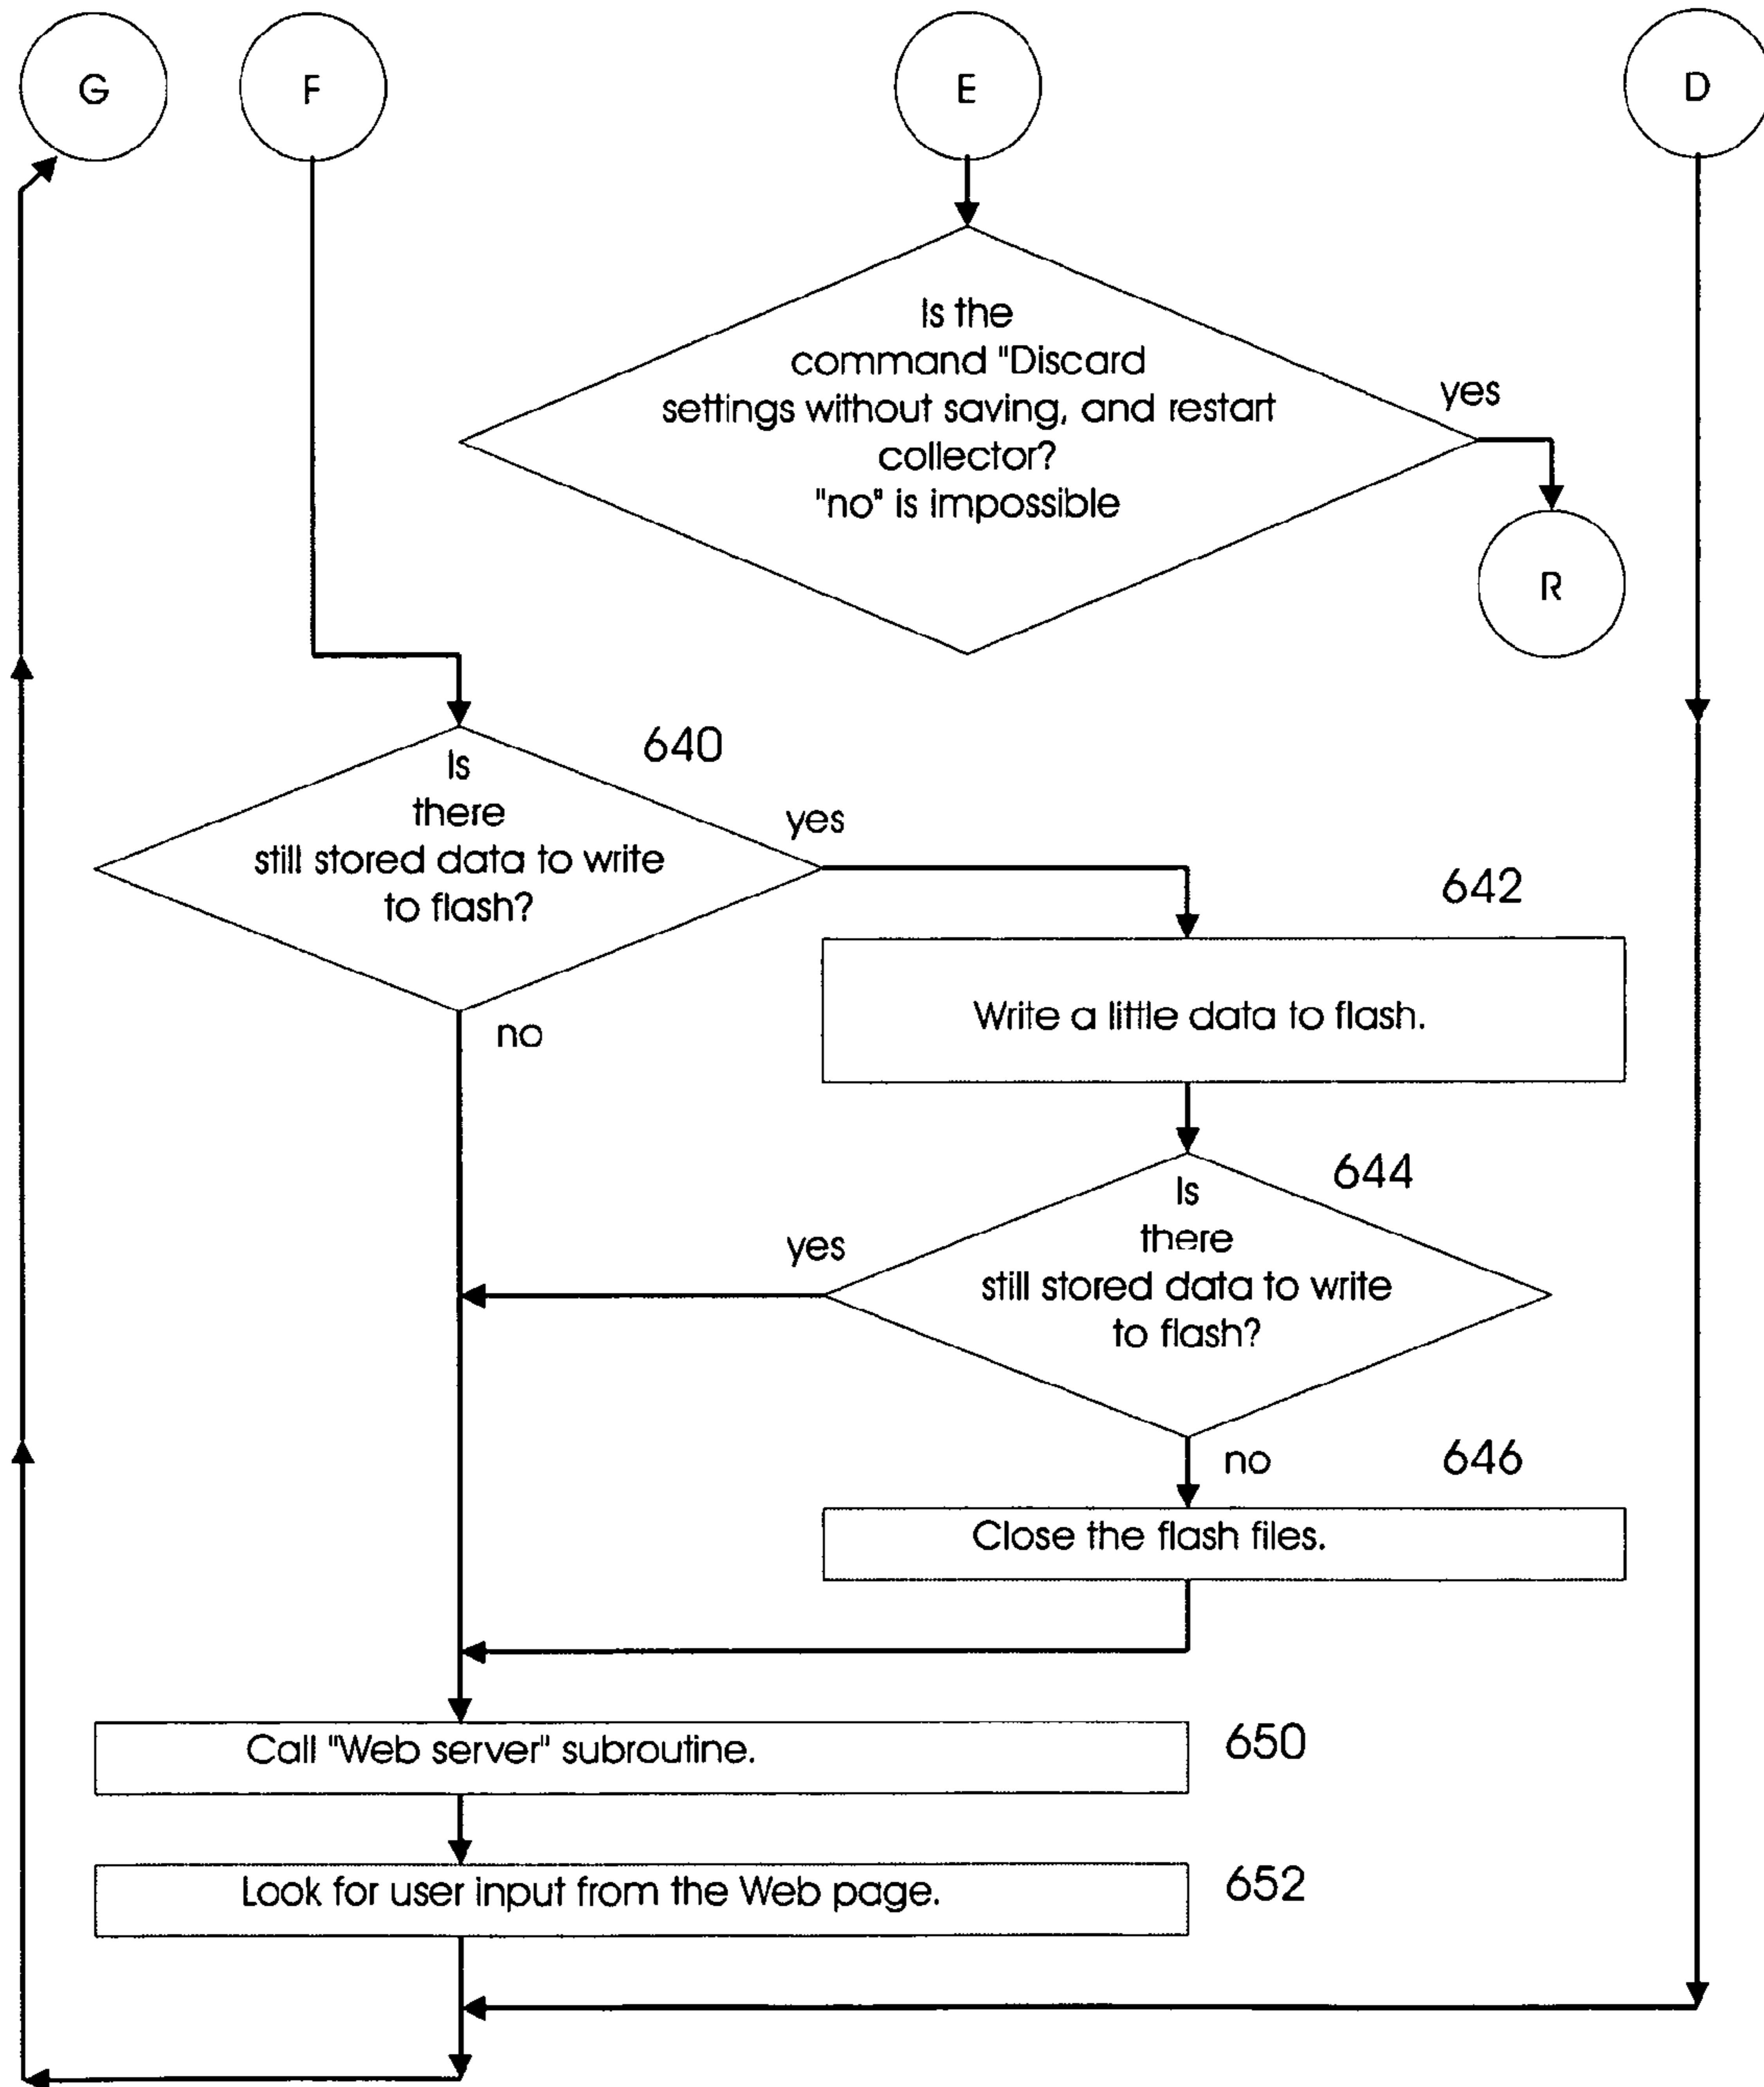 G
F
E
D
Is the
command "Discard
settings without saving, and restart
collector?
"no" is impossible
yes
R
640
Is
there
still stored data to write
to flash?
yes
no
642
Write a little data to flash.
644
Is
there
still stored data to write
to flash?
yes
no
646
Close the flash files.
Call "Web server" subroutine.
650
Look for user input from the Web page.
652